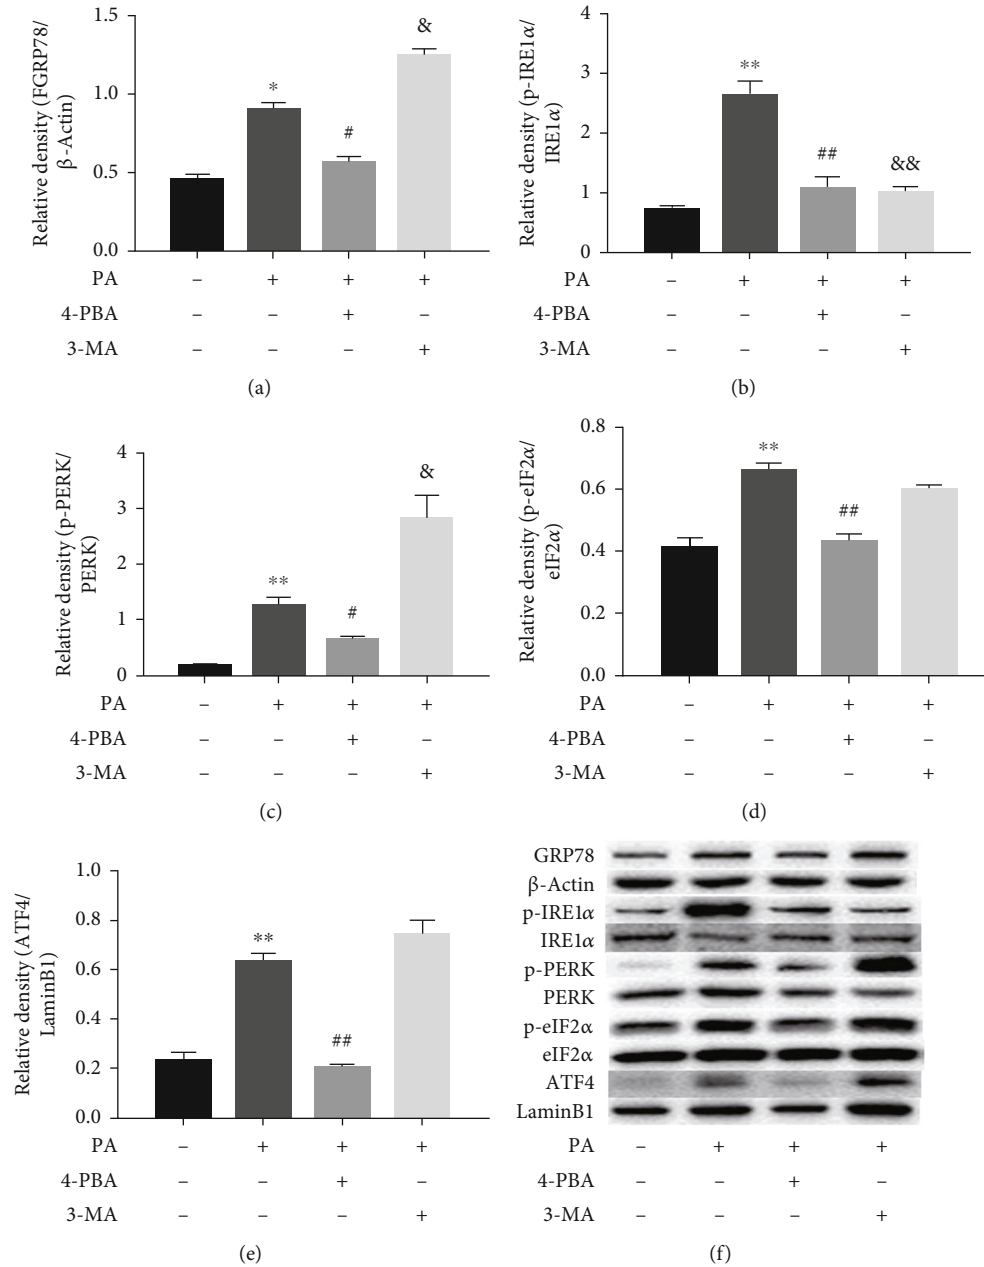 Relative density (FGRP78/
β-Actin)
1.5
1.0
0.5
0.0
*
#
&
PA – + + +
4-PBA – – + –
3-MA – – – +
(a)
Relative density (p-IRE1α/
IRE1α)
4
3
2
1
0
**
##
&&
PA – + + +
4-PBA – – + –
3-MA – – – +
(b)
Relative density (p-PERK/
PERK)
4
3
2
1
0
**
#
&
PA – + + +
4-PBA – – + –
3-MA – – – +
(c)
Relative density (p-eIF2α/
eIF2α)
0.8
0.6
0.4
0.2
0.0
**
##
PA – + + +
4-PBA – – + –
3-MA – – – +
(d)
Relative density (ATF4/
LaminB1)
1.0
0.8
0.6
0.4
0.2
0.0
**
##
PA – + + +
4-PBA – – + –
3-MA – – – +
(e)
GRP78
β-Actin
p-IRE1α
IRE1α
p-PERK
PERK
p-eIF2α
eIF2α
ATF4
LaminB1
PA – + + +
4-PBA – – + –
3-MA – – – +
(f)